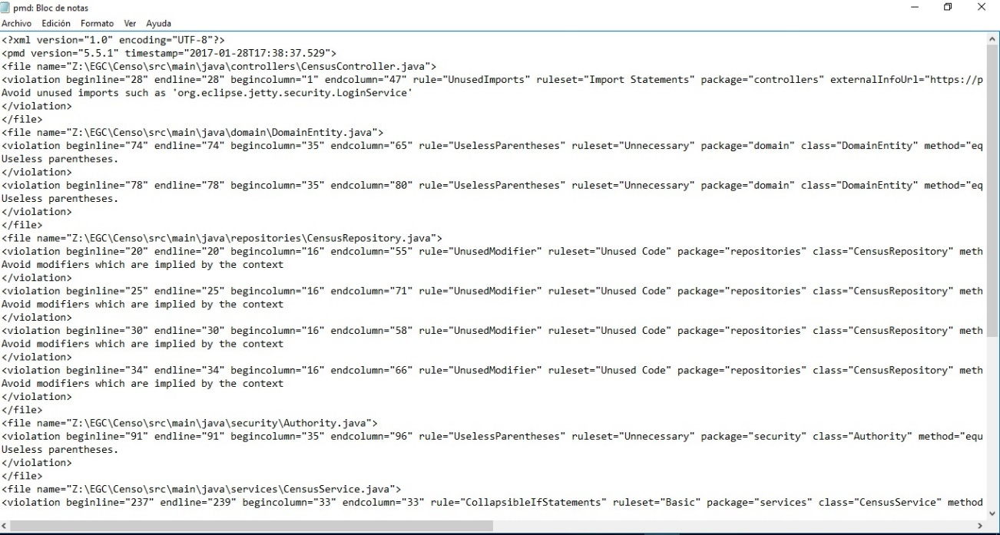 pmd: Bloc de notas
Archivo Edición Formato Ver Ayuda
<?xml version="1.0" encoding="UTF-8"?>
<pmd version="5.5.1" timestamp="2017-01-28T17:38:37.529">
<file name="Z:\EGC\Censo\src\main\java\controllers\CensusController.java">
<violation beginline="28" endline="28" begincolumn="1" endcolumn="47" rule="UnusedImports" ruleset="Import Statements" package="controllers" externalInfoUrl="https://p
Avoid unused imports such as 'org.eclipse.jetty.security.LoginService'
</violation>
</file>
<file name="Z:\EGC\Censo\src\main\java\domain\DomainEntity.java">
<violation beginline="74" endline="74" begincolumn="35" endcolumn="65" rule="UselessParentheses" ruleset="Unnecessary" package="domain" class="DomainEntity" method="eq
Useless parentheses.
</violation>
<violation beginline="78" endline="78" begincolumn="35" endcolumn="80" rule="UselessParentheses" ruleset="Unnecessary" package="domain" class="DomainEntity" method="eq
Useless parentheses.
</violation>
</file>
<file name="Z:\EGC\Censo\src\main\java\repositories\CensusRepository.java">
<violation beginline="20" endline="20" begincolumn="16" endcolumn="55" rule="UnusedModifier" ruleset="Unused Code" package="repositories" class="CensusRepository" meth
Avoid modifiers which are implied by the context
</violation>
<violation beginline="25" endline="25" begincolumn="16" endcolumn="71" rule="UnusedModifier" ruleset="Unused Code" package="repositories" class="CensusRepository" meth
Avoid modifiers which are implied by the context
</violation>
<violation beginline="30" endline="30" begincolumn="16" endcolumn="58" rule="UnusedModifier" ruleset="Unused Code" package="repositories" class="CensusRepository" meth
Avoid modifiers which are implied by the context
</violation>
<violation beginline="34" endline="34" begincolumn="16" endcolumn="66" rule="UnusedModifier" ruleset="Unused Code" package="repositories" class="CensusRepository" meth
Avoid modifiers which are implied by the context
</violation>
</file>
<file name="Z:\EGC\Censo\src\main\java\security\Authority.java">
<violation beginline="91" endline="91" begincolumn="35" endcolumn="96" rule="UselessParentheses" ruleset="Unnecessary" package="security" class="Authority" method="equ
Useless parentheses.
</violation>
</file>
<file name="Z:\EGC\Censo\src\main\java\services\CensusService.java">
<violation beginline="237" endline="239" begincolumn="33" endcolumn="33" rule="CollapsibleIfStatements" ruleset="Basic" package="services" class="CensusService" method